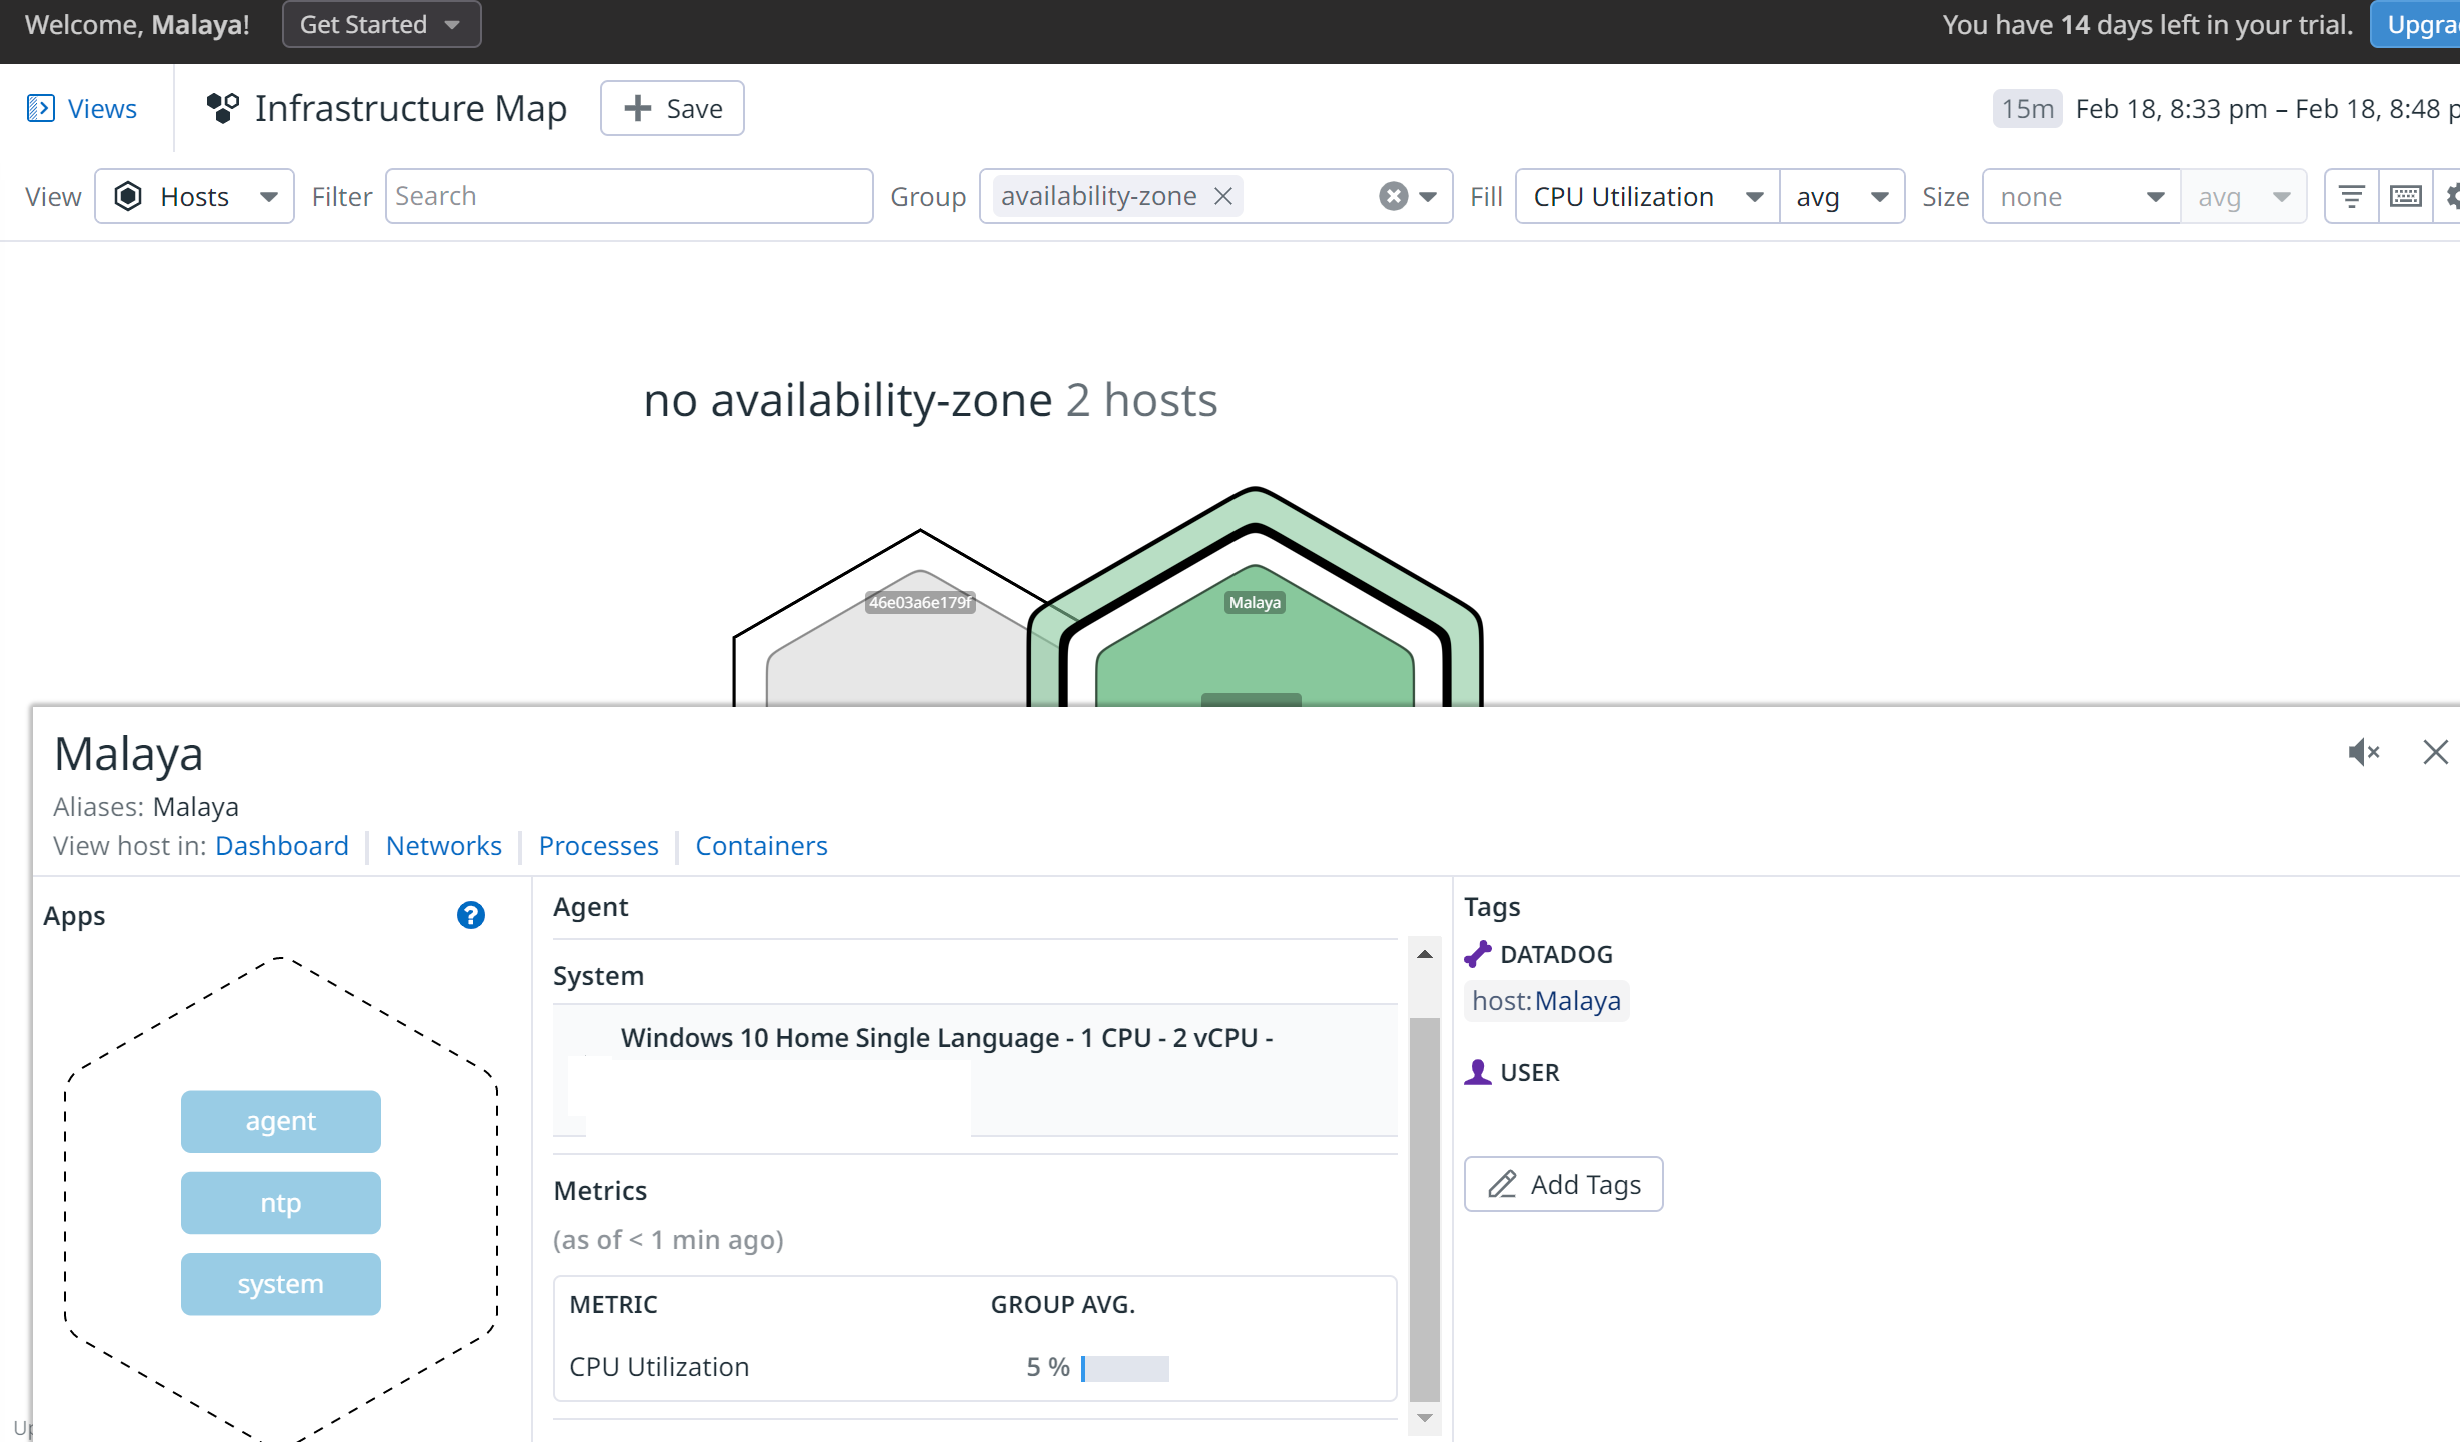 Welcome, Malaya!
Get Started
You have 14 days left in your trial.
Views
Infrastructure Map
Save
15m
Feb 18, 8:33 pm – Feb 18, 8:48
View
Hosts
Filter
Search
Group
availability-zone
Fill
CPU Utilization
avg
Size
none
avg
no availability-zone 2 hosts
46e03a6e179f
Malaya
Malaya
Aliases: Malaya
View host in: Dashboard
Networks
Processes
Containers
Apps
?
agent
ntp
system
Agent
System
Windows 10 Home Single Language - 1 CPU - 2 vCPU -
Metrics
(as of < 1 min ago)
METRIC
GROUP AVG.
CPU Utilization
5 %
Tags
DATADOG
host:Malaya
USER
Add Tags